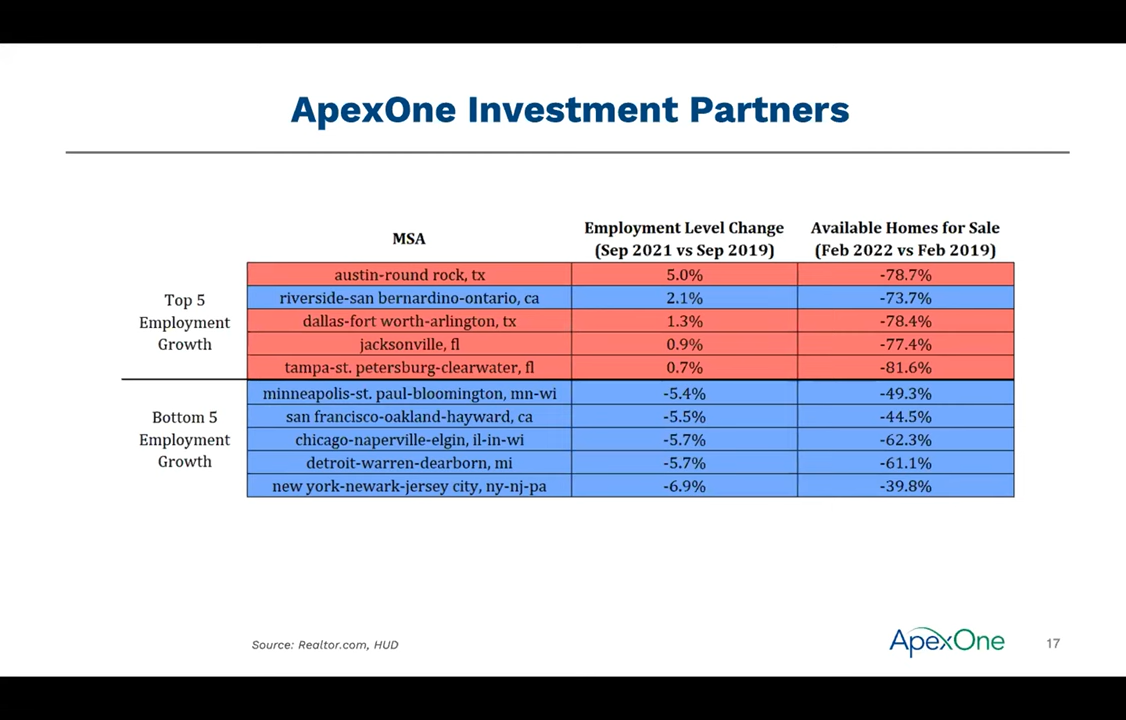 ApexOne Investment Partners
MSA
Employment Level Change
(Sep 2021 vs Sep 2019)
Available Homes for Sale
(Feb 2022 vs Feb 2019)
Top 5
Employment
Growth
austin-round rock, tx 5.0% -78.7%
riverside-san bernardino-ontario, ca 2.1% -73.7%
dallas-fort worth-arlington, tx 1.3% -78.4%
jacksonville, fl 0.9% -77.4%
tampa-st. petersburg-clearwater, fl 0.7% -81.6%
Bottom 5
Employment
Growth
minneapolis-st. paul-bloomington, mn-wi -5.4% -49.3%
san francisco-oakland-hayward, ca -5.5% -44.5%
chicago-naperville-elgin, il-in-wi -5.7% -62.3%
detroit-warren-dearborn, mi -5.7% -61.1%
new york-newark-jersey city, ny-nj-pa -6.9% -39.8%
Source: Realtor.com, HUD
ApexOne
17